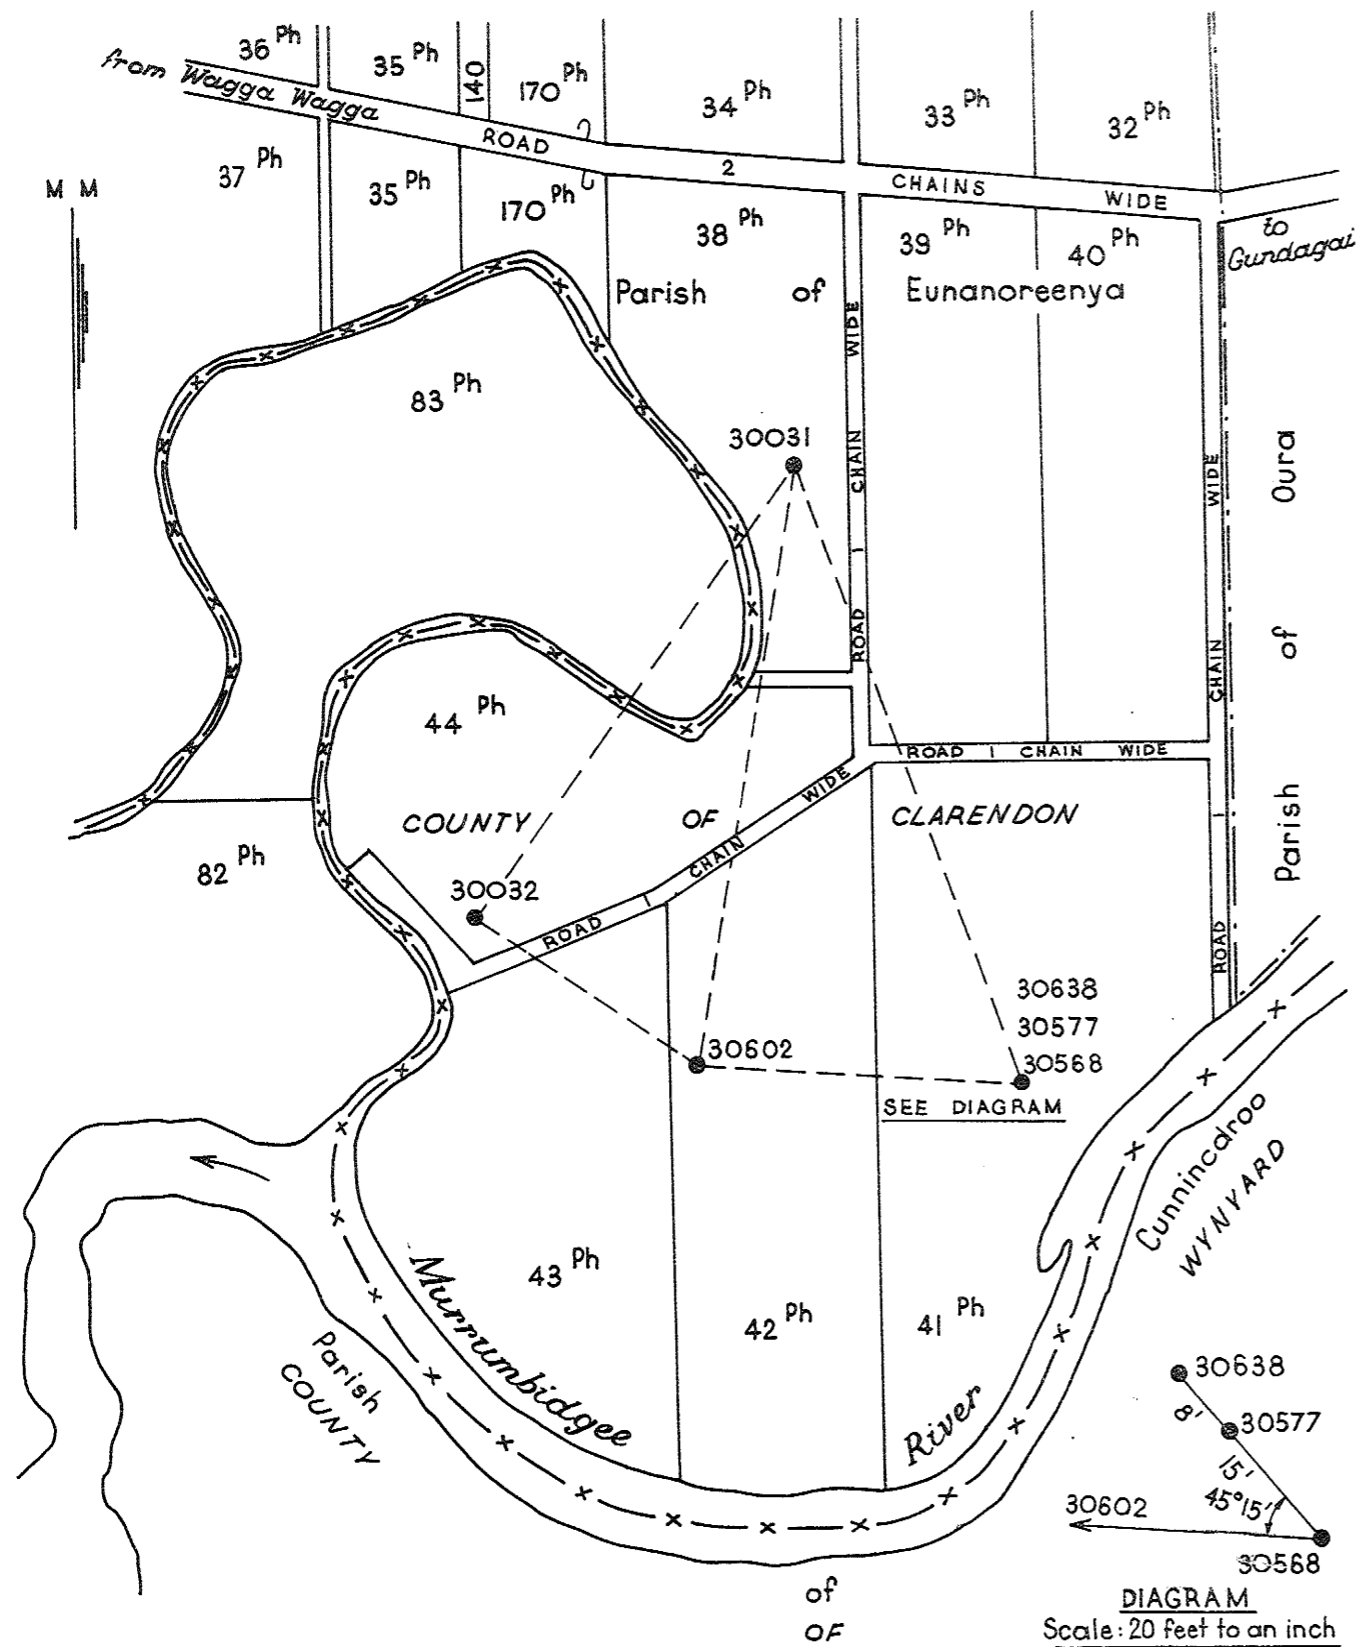 36 Ph
35 Ph
140
170 Ph
34 Ph
33 Ph
32 Ph
from Wagga Wagga
ROAD 2 CHAINS WIDE
to Gundagai
M M
37 Ph
35 Ph
170 Ph
38 Ph
39 Ph
40 Ph
Parish of Eunanoreenya
83 Ph
30031
ROAD 1 CHAIN WIDE
ROAD 1 CHAIN WIDE
Parish of Oura
44 Ph
ROAD 1 CHAIN WIDE
COUNTY OF CLARENDON
82 Ph
30032
ROAD 1 CHAIN WIDE
30638
30577
30568
30602
SEE DIAGRAM
43 Ph
42 Ph
41 Ph
Murrumbidgee River
Parish of Cunnincdroo
COUNTY OF WYNYARD
30638
8'
30577
15'
45°15'
30602
30568
DIAGRAM
Scale: 20 feet to an inch